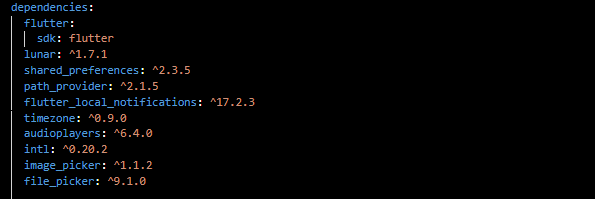 dependencies:
flutter:
sdk: flutter
lunar: ^1.7.1
shared_preferences: ^2.3.5
path_provider: ^2.1.5
flutter_local_notifications: ^17.2.3
timezone: ^0.9.0
audioplayers: ^6.4.0
intl: ^0.20.2
image_picker: ^1.1.2
file_picker: ^9.1.0